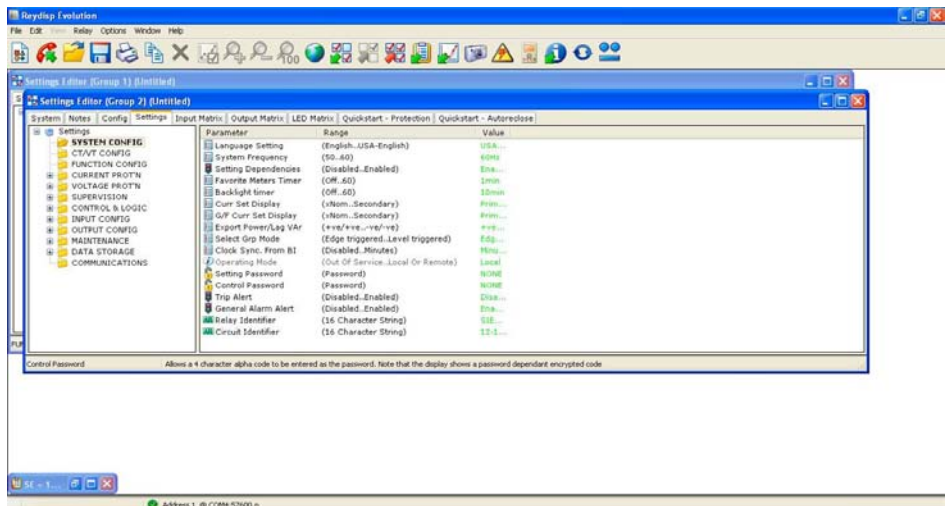 Reydisp Evolution
File Edit View Relay Options Window Help
Settings Editor (Group 1) (Untitled)
Settings Editor (Group 2) (Untitled)
System Notes Config Settings Input Matrix Output Matrix LED Matrix Quickstart - Protection Quickstart - Autoreclose
Settings
SYSTEM CONFIG
CT/VT CONFIG
FUNCTION CONFIG
CURRENT PROT'N
VOLTAGE PROT'N
SUPERVISION
CONTROL & LOGIC
INPUT CONFIG
OUTPUT CONFIG
MAINTENANCE
DATA STORAGE
COMMUNICATIONS
Parameter Range Value
Language Setting (English..USA-English) USA...
System Frequency (50..60) 60Hz
Setting Dependencies (Disabled..Enabled) Ena...
Favorite Meters Timer (Off..60) 1min
Backlight timer (Off..60) 10min
Curr Set Display (xNom..Secondary) Prim...
G/F Curr Set Display (xNom..Secondary) Prim...
Export Power/Lag VAr (+ve/+ve..-ve/-ve) +ve...
Select Grp Mode (Edge triggered..Level triggered) Edg...
Clock Sync. From BI (Disabled..Minutes) Minu...
Operating Mode (Out Of Service..Local Or Remote) Local
Setting Password (Password) NONE
Control Password (Password) NONE
Trip Alert (Disabled..Enabled) Disa...
General Alarm Alert (Disabled..Enabled) Ena...
Relay Identifier (16 Character String) SIE...
Circuit Identifier (16 Character String) 12-1...
Control Password Allows a 4 character alpha code to be entered as the password. Note that the display shows a password dependant encrypted code
SE - 1...
Address 1, @ COM4:57600,